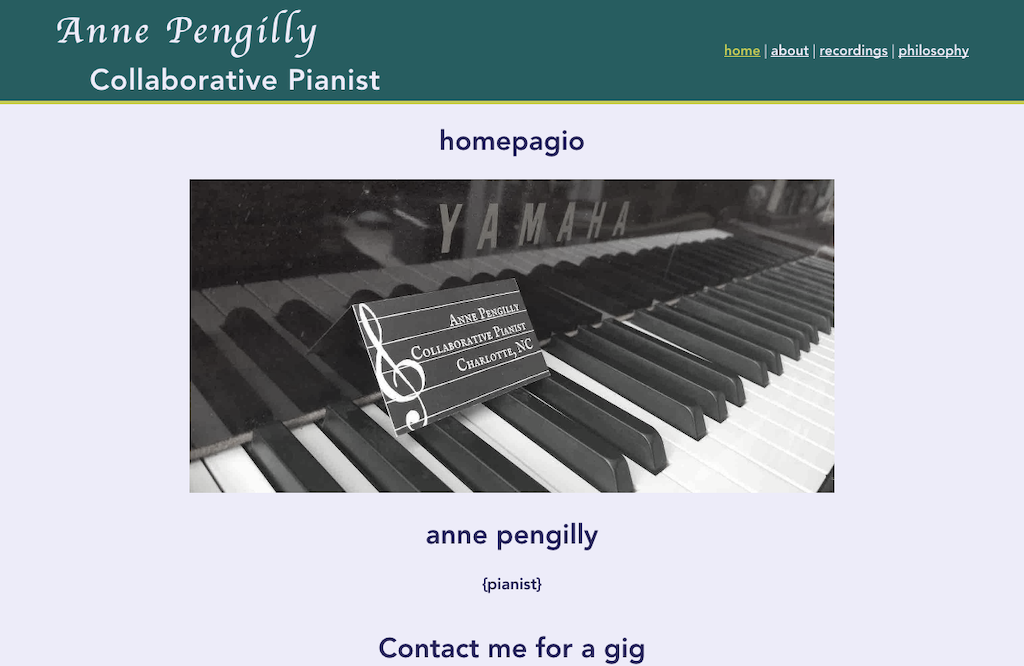 Anne Pengilly
Collaborative Pianist
home | about | recordings | philosophy
homepagio
YAMAHA
Anne Pengilly
Collaborative Pianist
Charlotte, NC
anne pengilly
{pianist}
Contact me for a gig